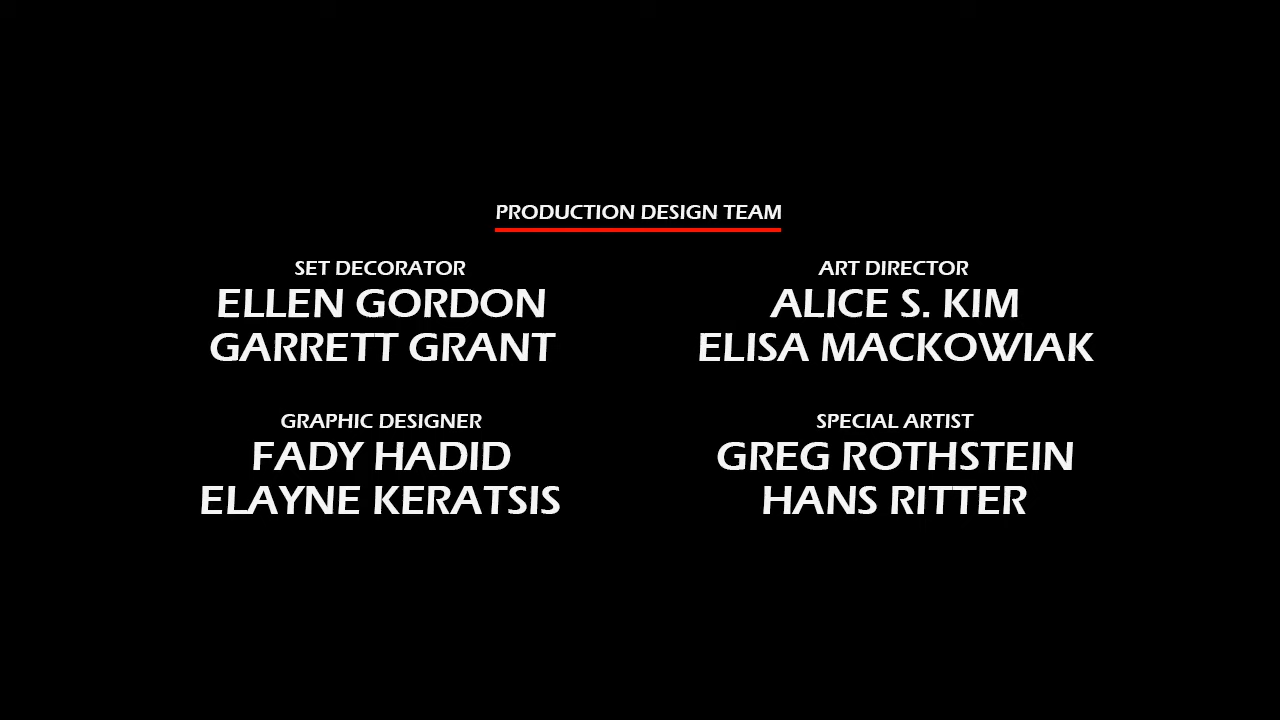 PRODUCTION DESIGN TEAM
SET DECORATOR
ELLEN GORDON
GARRETT GRANT
ART DIRECTOR
ALICE S. KIM
ELISA MACKOWIAK
GRAPHIC DESIGNER
FADY HADID
ELAYNE KERATSIS
SPECIAL ARTIST
GREG ROTHSTEIN
HANS RITTER